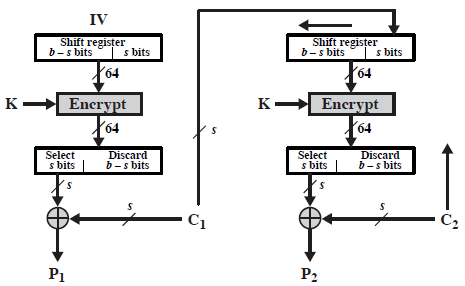 IV
Shift register
b – s bits s bits
64
K Encrypt
64
Select Discard
s bits b – s bits
s
s
C1
P1
s
Shift register
b – s bits s bits
64
K Encrypt
64
Select Discard
s bits b – s bits
s
s
C2
P2